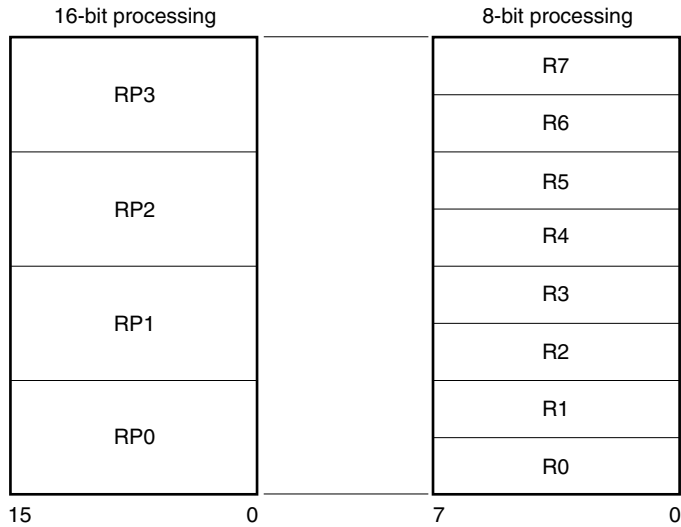 16-bit processing
8-bit processing
RP3
RP2
RP1
RP0
15 0
R7
R6
R5
R4
R3
R2
R1
R0
7 0